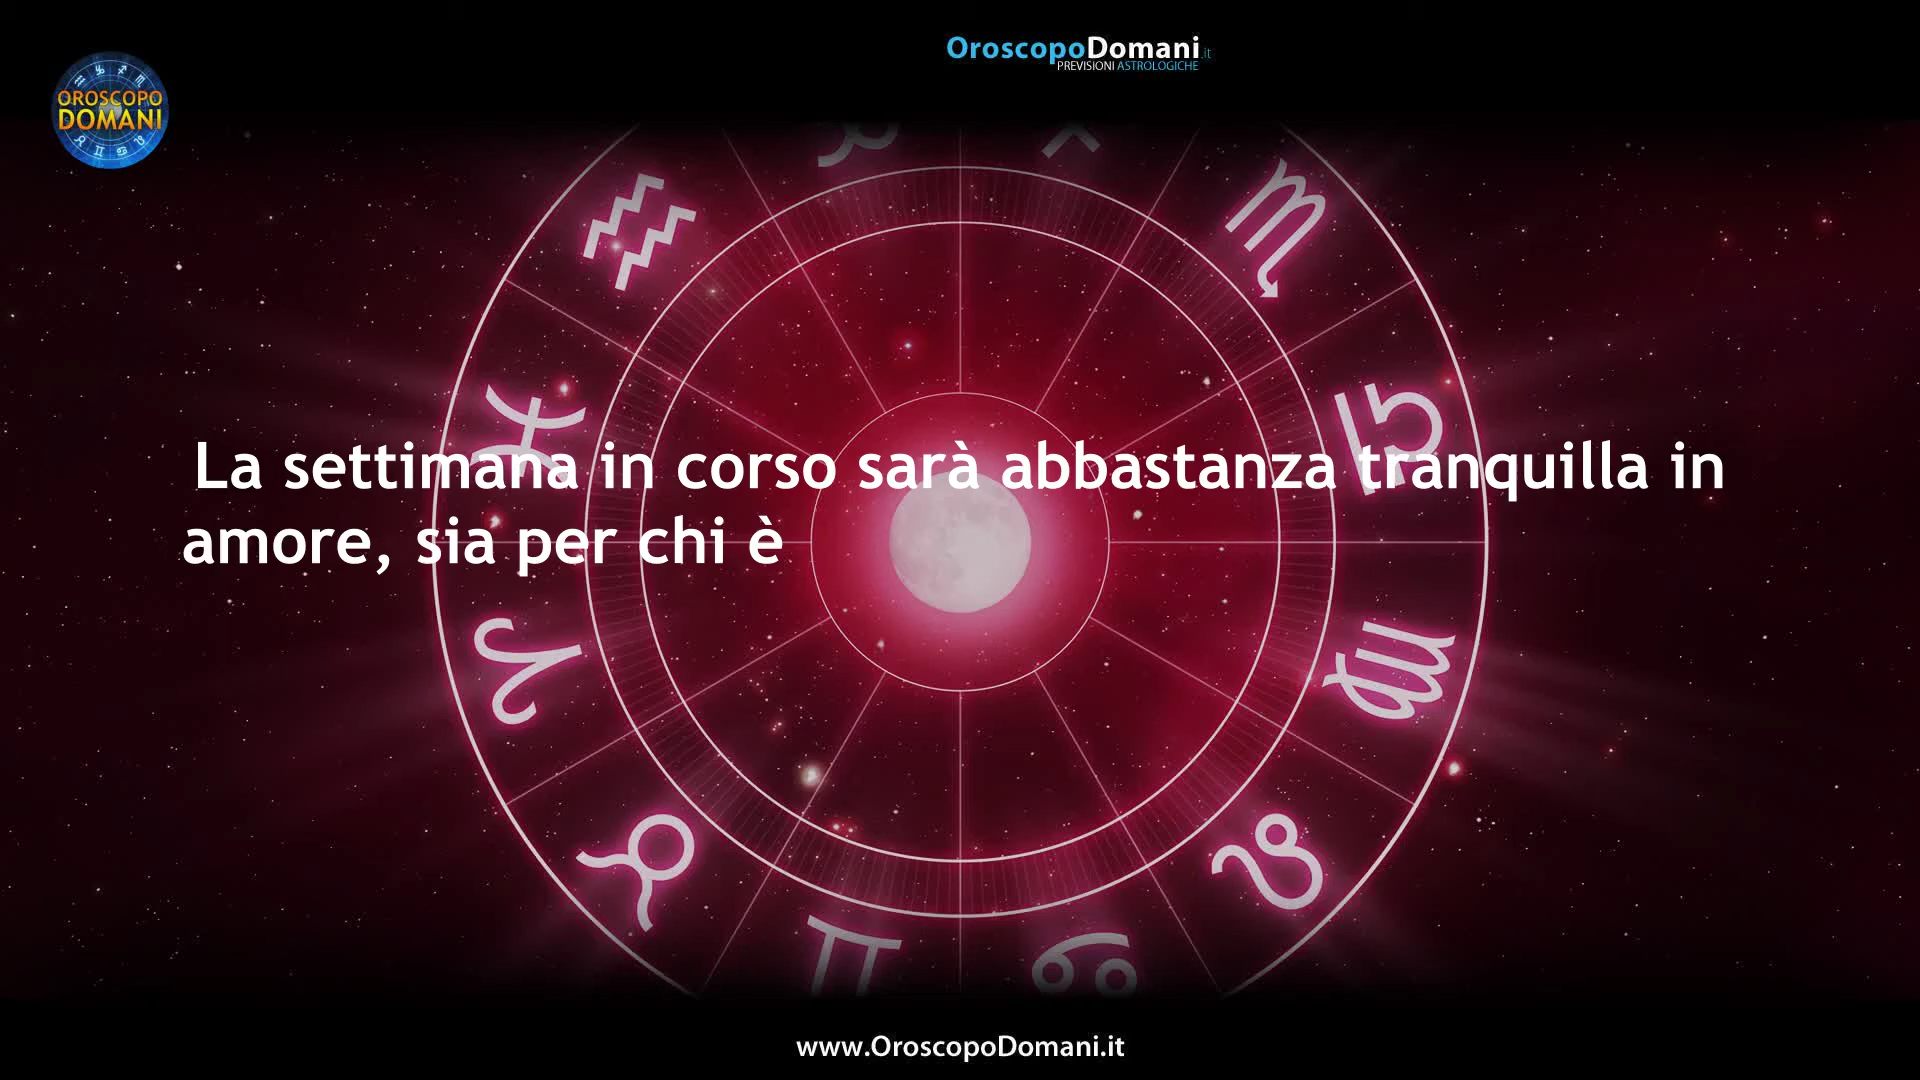 OroscopoDomani.it
PREVISIONI ASTROLOGICHE
OROSCOPO
DOMANI
La settimana in corso sarà abbastanza tranquilla in
amore, sia per chi è
www.OroscopoDomani.it